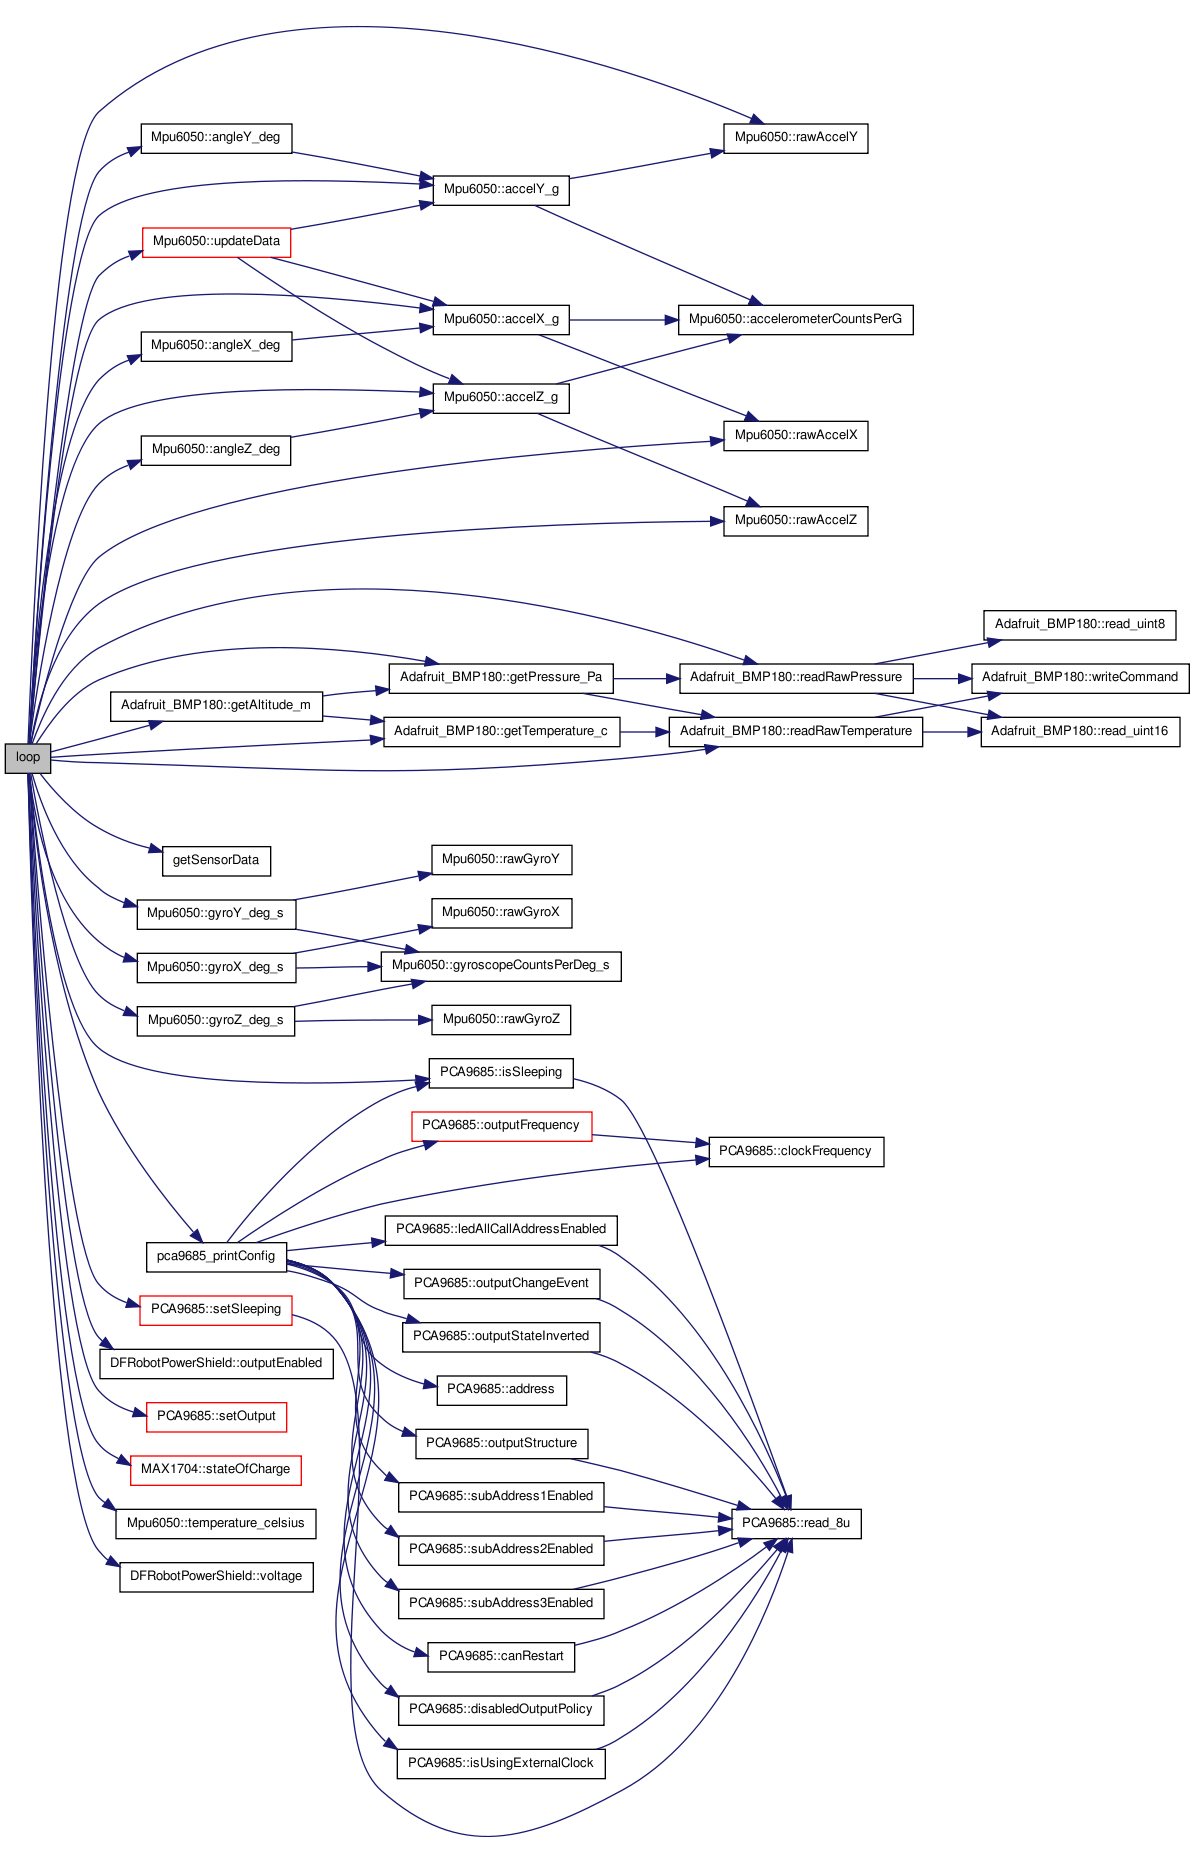 Mpu6050::rawAccelY
Mpu6050::angleY_deg
Mpu6050::accelY_g
Mpu6050::updateData
Mpu6050::accelX_g
Mpu6050::accelerometerCountsPerG
Mpu6050::angleX_deg
Mpu6050::accelZ_g
Mpu6050::rawAccelX
Mpu6050::angleZ_deg
Mpu6050::rawAccelZ
Adafruit_BMP180::read_uint8
Adafruit_BMP180::getPressure_Pa
Adafruit_BMP180::readRawPressure
Adafruit_BMP180::writeCommand
Adafruit_BMP180::getAltitude_m
Adafruit_BMP180::getTemperature_c
Adafruit_BMP180::readRawTemperature
Adafruit_BMP180::read_uint16
loop
getSensorData
Mpu6050::rawGyroY
Mpu6050::gyroY_deg_s
Mpu6050::rawGyroX
Mpu6050::gyroX_deg_s
Mpu6050::gyroscopeCountsPerDeg_s
Mpu6050::gyroZ_deg_s
Mpu6050::rawGyroZ
PCA9685::isSleeping
PCA9685::outputFrequency
PCA9685::clockFrequency
PCA9685::ledAllCallAddressEnabled
pca9685_printConfig
PCA9685::outputChangeEvent
PCA9685::setSleeping
PCA9685::outputStateInverted
DFRobotPowerShield::outputEnabled
PCA9685::address
PCA9685::setOutput
PCA9685::outputStructure
MAX1704::stateOfCharge
PCA9685::subAddress1Enabled
Mpu6050::temperature_celsius
PCA9685::read_8u
PCA9685::subAddress2Enabled
DFRobotPowerShield::voltage
PCA9685::subAddress3Enabled
PCA9685::canRestart
PCA9685::disabledOutputPolicy
PCA9685::isUsingExternalClock